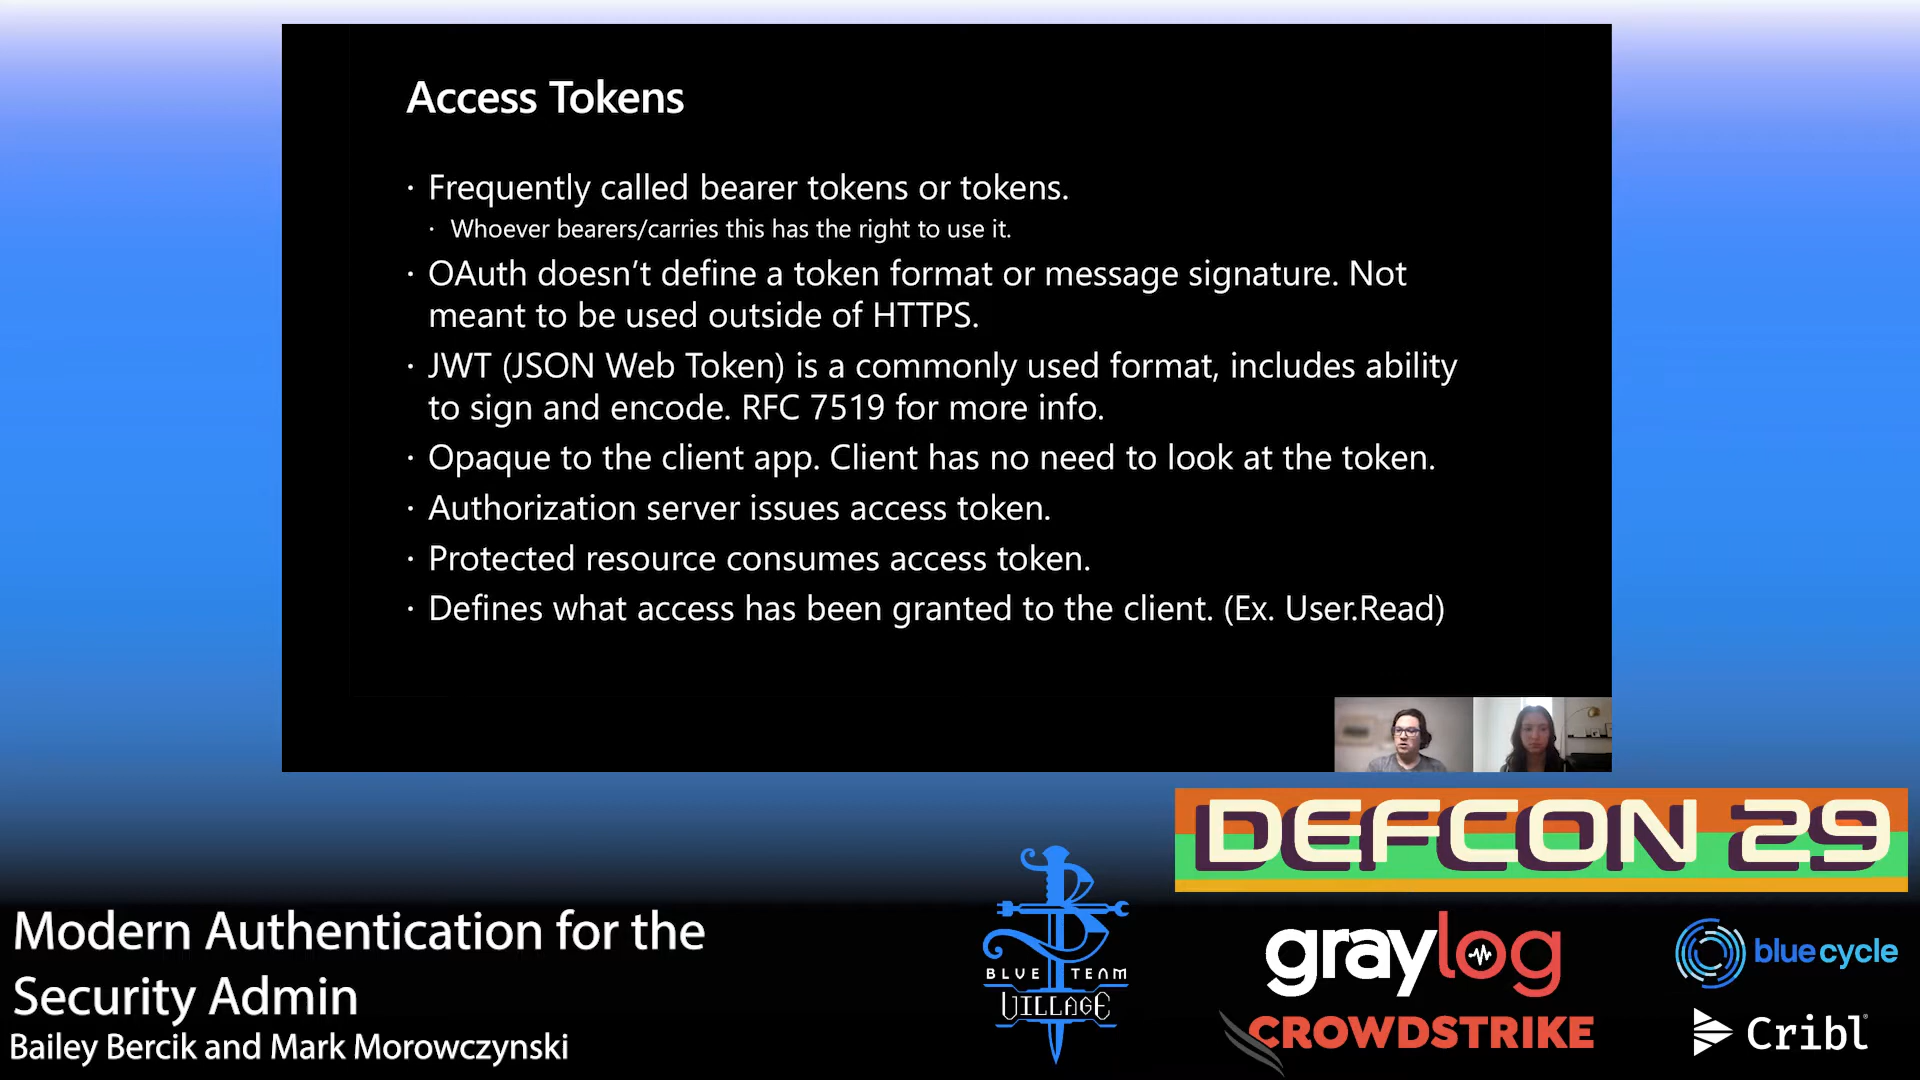 Access Tokens
· Frequently called bearer tokens or tokens.
· Whoever bearers/carries this has the right to use it.
· OAuth doesn’t define a token format or message signature. Not
meant to be used outside of HTTPS.
· JWT (JSON Web Token) is a commonly used format, includes ability
to sign and encode. RFC 7519 for more info.
· Opaque to the client app. Client has no need to look at the token.
· Authorization server issues access token.
· Protected resource consumes access token.
· Defines what access has been granted to the client. (Ex. User.Read)
DEFCON 29
Modern Authentication for the
Security Admin
Bailey Bercik and Mark Morowczynski
BLUE TEAM
VILLAGE
graylog
bluecycle
CROWDSTRIKE
Cribl